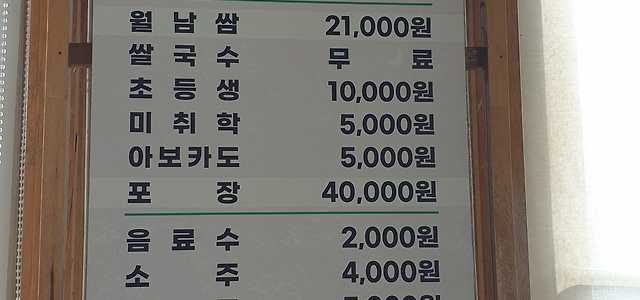 월남쌈 21,000원
쌀국수 무료
초등생 10,000원
미취학 5,000원
아보카도 5,000원
포장 40,000원
음료수 2,000원
소주 4,000원